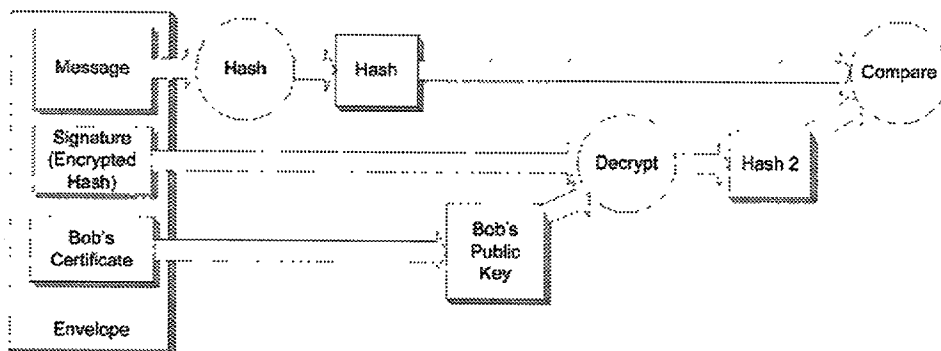 Message
Hash
Hash
Compare
Signature
(Encrypted
Hash)
Decrypt
Hash 2
Bob's
Certificate
Bob's
Public
Key
Envelope